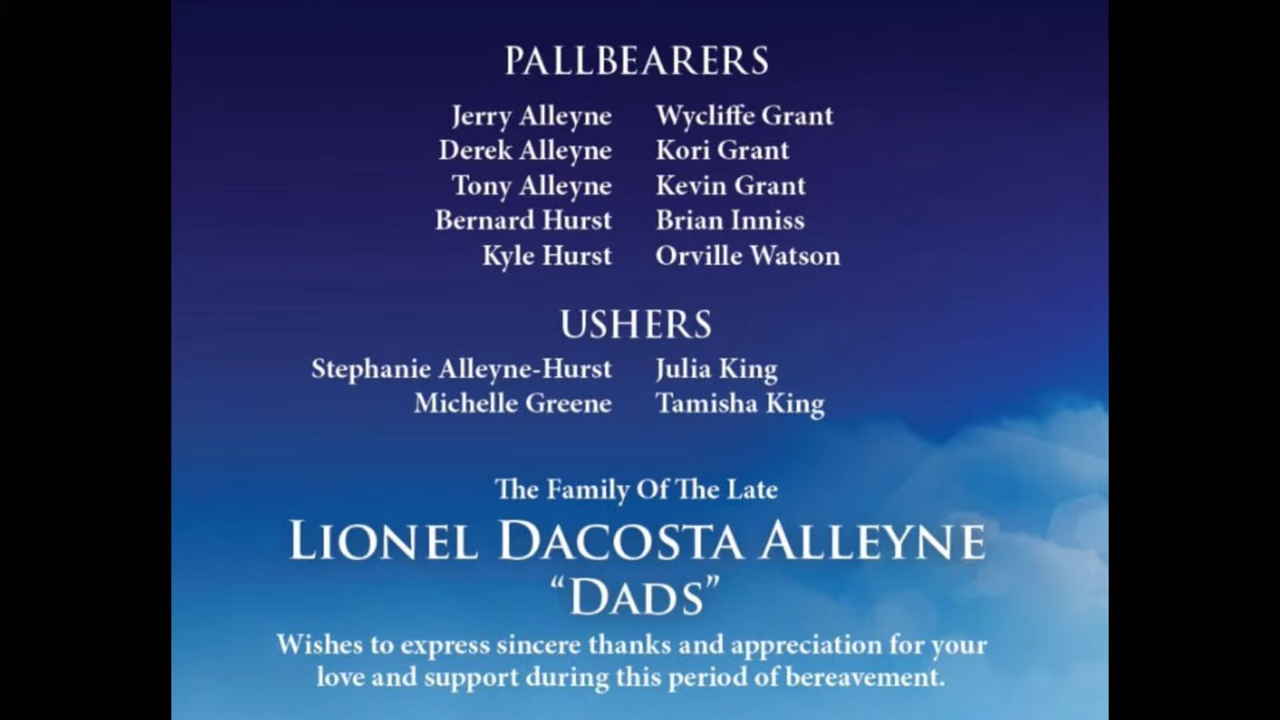 PALLBEARERS
Jerry Alleyne Wycliffe Grant
Derek Alleyne Kori Grant
Tony Alleyne Kevin Grant
Bernard Hurst Brian Inniss
Kyle Hurst Orville Watson
USHERS
Stephanie Alleyne-Hurst Julia King
Michelle Greene Tamisha King
The Family Of The Late
LIONEL DACOSTA ALLEYNE
“DADS”
Wishes to express sincere thanks and appreciation for your
love and support during this period of bereavement.